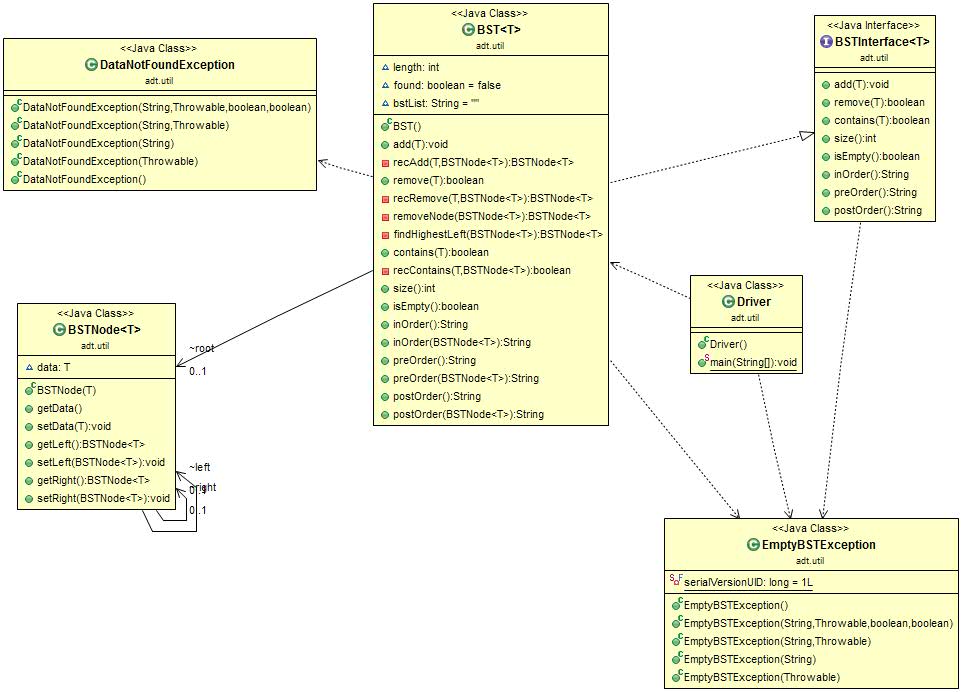 <<Java Class>>
DataNotFoundException
adt.util
DataNotFoundException(String,Throwable,boolean,boolean)
DataNotFoundException(String,Throwable)
DataNotFoundException(String)
DataNotFoundException(Throwable)
DataNotFoundException()
<<Java Class>>
BST<T>
adt.util
length: int
found: boolean = false
bstList: String = ""
BST()
add(T):void
recAdd(T,BSTNode<T>):BSTNode<T>
remove(T):boolean
recRemove(T,BSTNode<T>):BSTNode<T>
removeNode(BSTNode<T>):BSTNode<T>
findHighestLeft(BSTNode<T>):BSTNode<T>
contains(T):boolean
recContains(T,BSTNode<T>):boolean
size():int
isEmpty():boolean
inOrder():String
inOrder(BSTNode<T>):String
preOrder():String
preOrder(BSTNode<T>):String
postOrder():String
postOrder(BSTNode<T>):String
<<Java Interface>>
BSTInterface<T>
adt.util
add(T):void
remove(T):boolean
contains(T):boolean
size():int
isEmpty():boolean
inOrder():String
preOrder():String
postOrder():String
<<Java Class>>
Driver
adt.util
Driver()
main(String[]):void
<<Java Class>>
BSTNode<T>
adt.util
data: T
BSTNode(T)
getData()
setData(T):void
getLeft():BSTNode<T>
setLeft(BSTNode<T>):void
getRight():BSTNode<T>
setRight(BSTNode<T>):void
~root
0..1
~left
0..1
~right
0..1
<<Java Class>>
EmptyBSTException
adt.util
serialVersionUID: long = 1L
EmptyBSTException()
EmptyBSTException(String,Throwable,boolean,boolean)
EmptyBSTException(String,Throwable)
EmptyBSTException(String)
EmptyBSTException(Throwable)